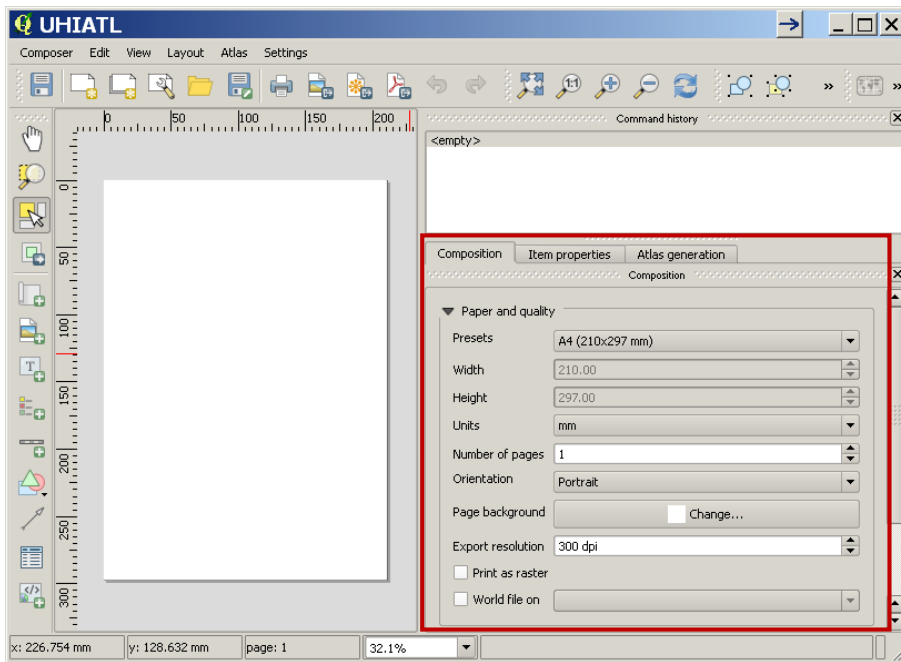 UHIATL
Composer Edit View Layout Atlas Settings
1:1 » »
0 50 100 150 200
Command history
<empty>
0
50
100
150
200
250
300
T
</>
Composition Item properties Atlas generation
Composition
Paper and quality
Presets A4 (210x297 mm)
Width 210.00
Height 297.00
Units mm
Number of pages 1
Orientation Portrait
Page background Change...
Export resolution 300 dpi
Print as raster
World file on
x: 226.754 mm y: 128.632 mm page: 1 32.1%